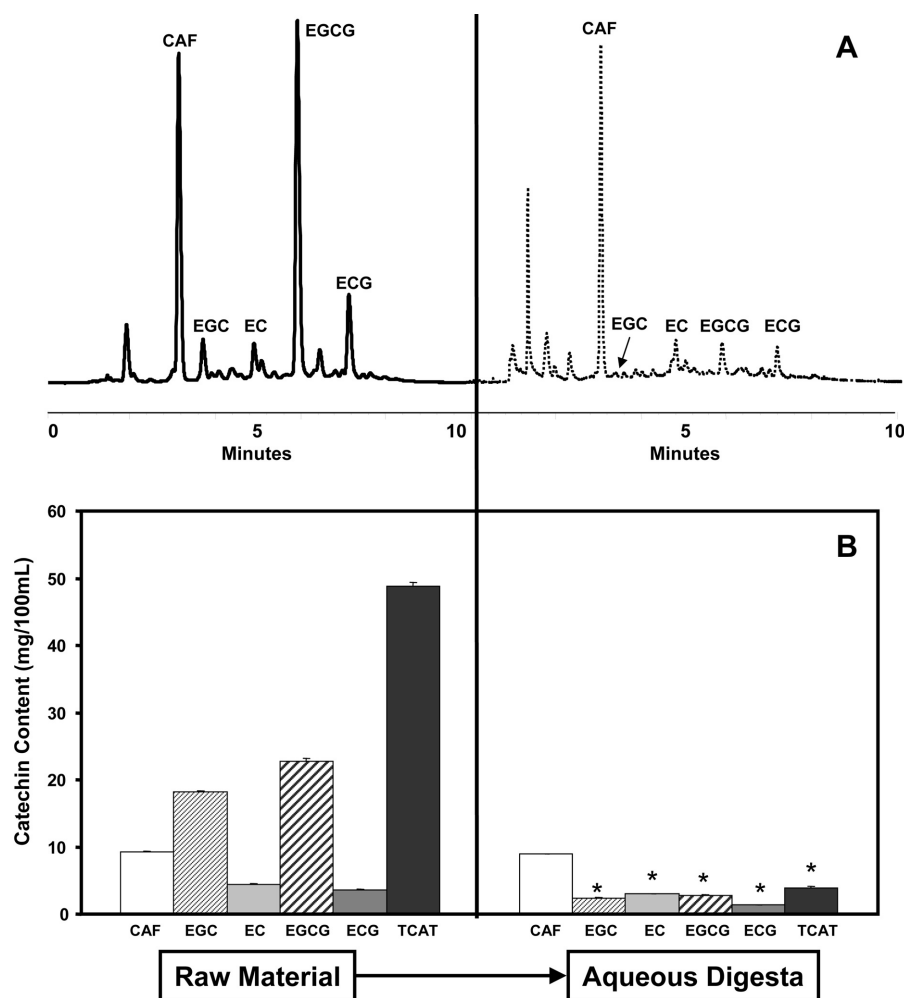 CAF
EGCG
EGC
EC
ECG
CAF
A
EGC
EC
EGCG
ECG
0
5
10
Minutes
5
10
Minutes
Catechin Content (mg/100mL)
60
50
40
30
20
10
0
B
*
*
*
*
*
CAF EGC EC EGCG ECG TCAT
CAF EGC EC EGCG ECG TCAT
Raw Material
Aqueous Digesta